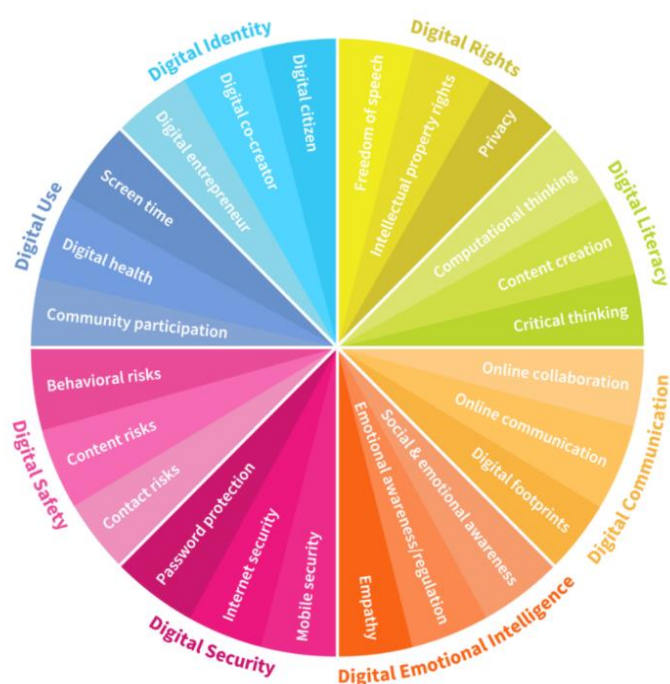 Digital Identity
Digital citizen
Digital co-creator
Digital entrepreneur
Digital Rights
Freedom of speech
Intellectual property rights
Privacy
Digital Literacy
Computational thinking
Content creation
Critical thinking
Digital Communication
Online collaboration
Online communication
Digital footprints
Digital Emotional Intelligence
Social & emotional awareness
Emotional awareness/regulation
Empathy
Digital Security
Mobile security
Internet security
Password protection
Digital Safety
Contact risks
Content risks
Behavioral risks
Digital Use
Community participation
Digital health
Screen time